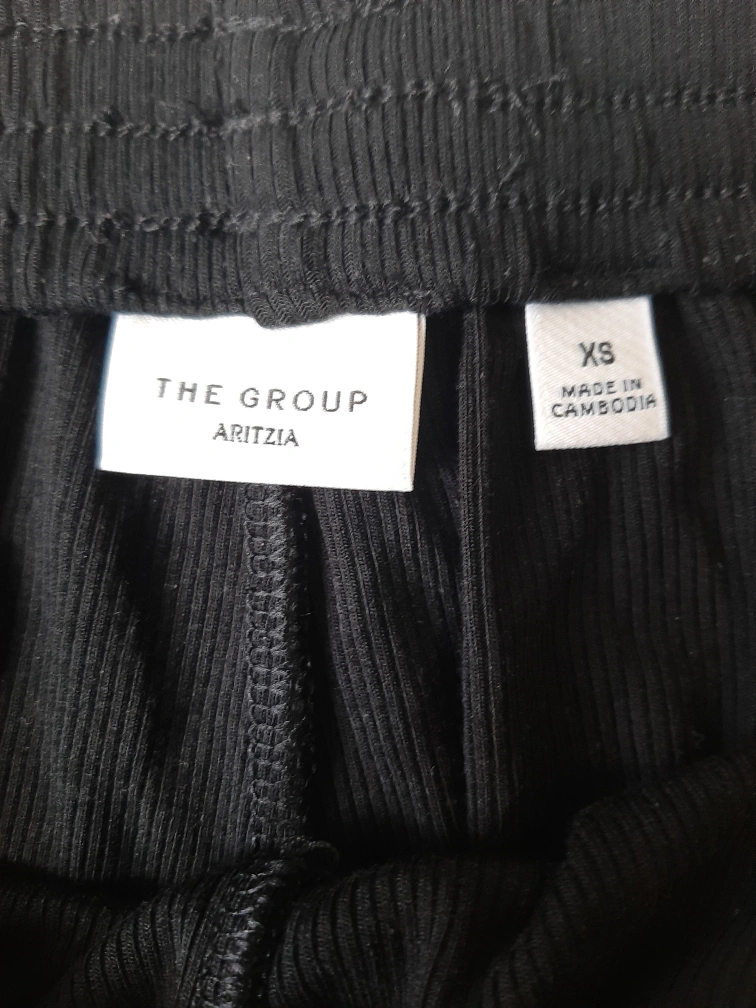 THE GROUP
ARITZIA
XS
MADE IN
CAMBODIA